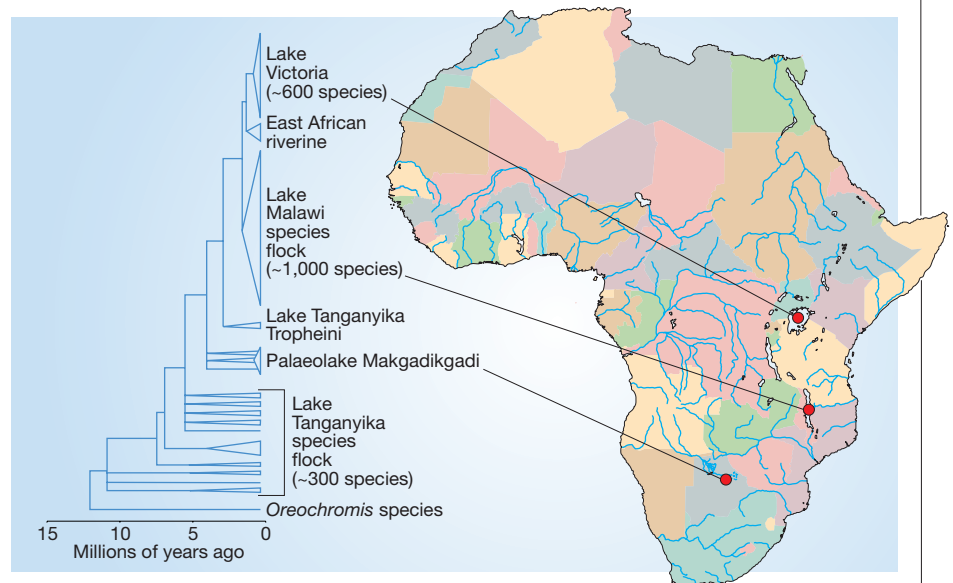 Lake
Victoria
(~600 species)
East African
riverine
Lake
Malawi
species
flock
(~1,000 species)
Lake Tanganyika
Tropheini
Palaeolake Makgadikgadi
Lake
Tanganyika
species
flock
(~300 species)
Oreochromis species
15 10 5 0
Millions of years ago